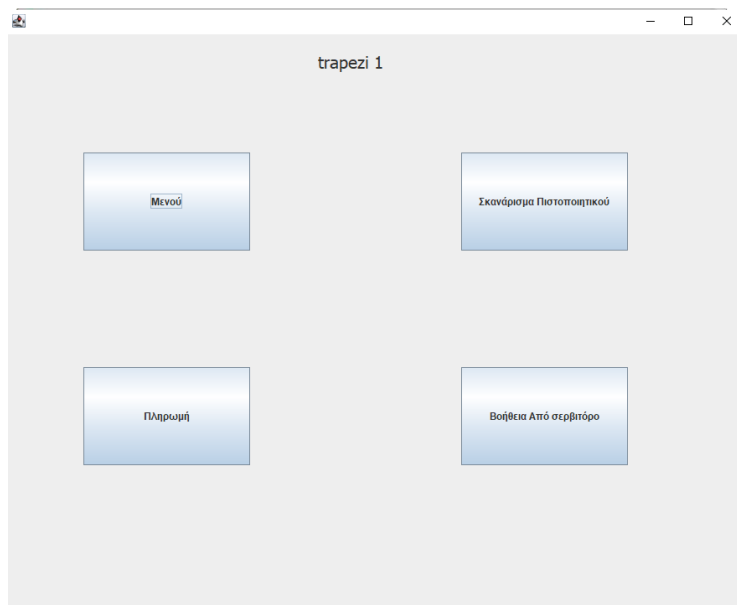 trapezi 1
Μενού
Σκανάρισμα Πιστοποιητικού
Πληρωμή
Βοήθεια Από σερβιτόρο